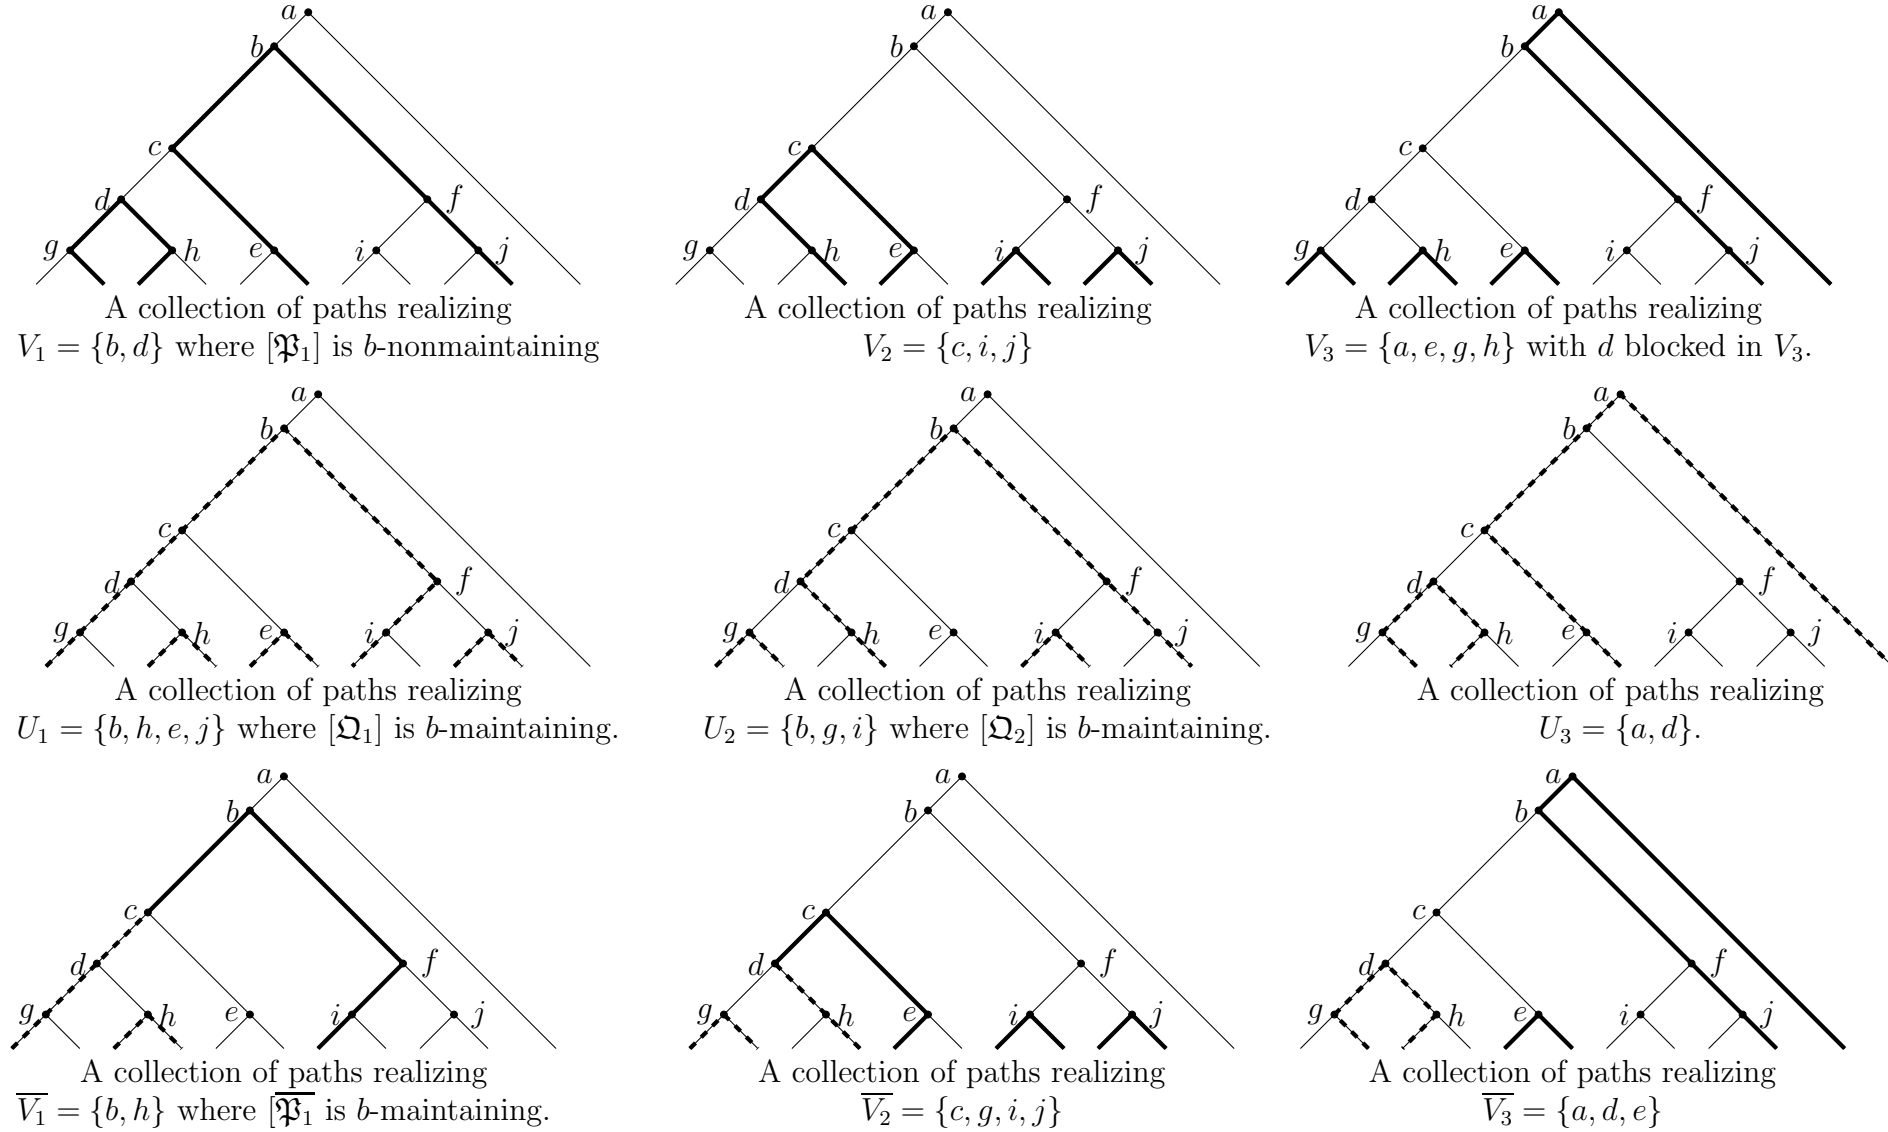 a a a
b b b
c c c
d f d f d f
g h e i j g h e i j g h e i j
A collection of paths realizing
V₁ = {b, d} where [𝔓₁] is b-nonmaintaining
A collection of paths realizing
V₂ = {c, i, j}
A collection of paths realizing
V₃ = {a, e, g, h} with d blocked in V₃.
a a a
b b b
c c c
d f d f d f
g h e i j g h e i j g h e i j
A collection of paths realizing
U₁ = {b, h, e, j} where [𝔔₁] is b-maintaining.
A collection of paths realizing
U₂ = {b, g, i} where [𝔔₂] is b-maintaining.
A collection of paths realizing
U₃ = {a, d}.
a a a
b b b
c c c
d f d f d f
g h e i j g h e i j g h e i j
A collection of paths realizing
V̅₁ = {b, h} where [𝔓̅₁ is b-maintaining.
A collection of paths realizing
V̅₂ = {c, g, i, j}
A collection of paths realizing
V̅₃ = {a, d, e}